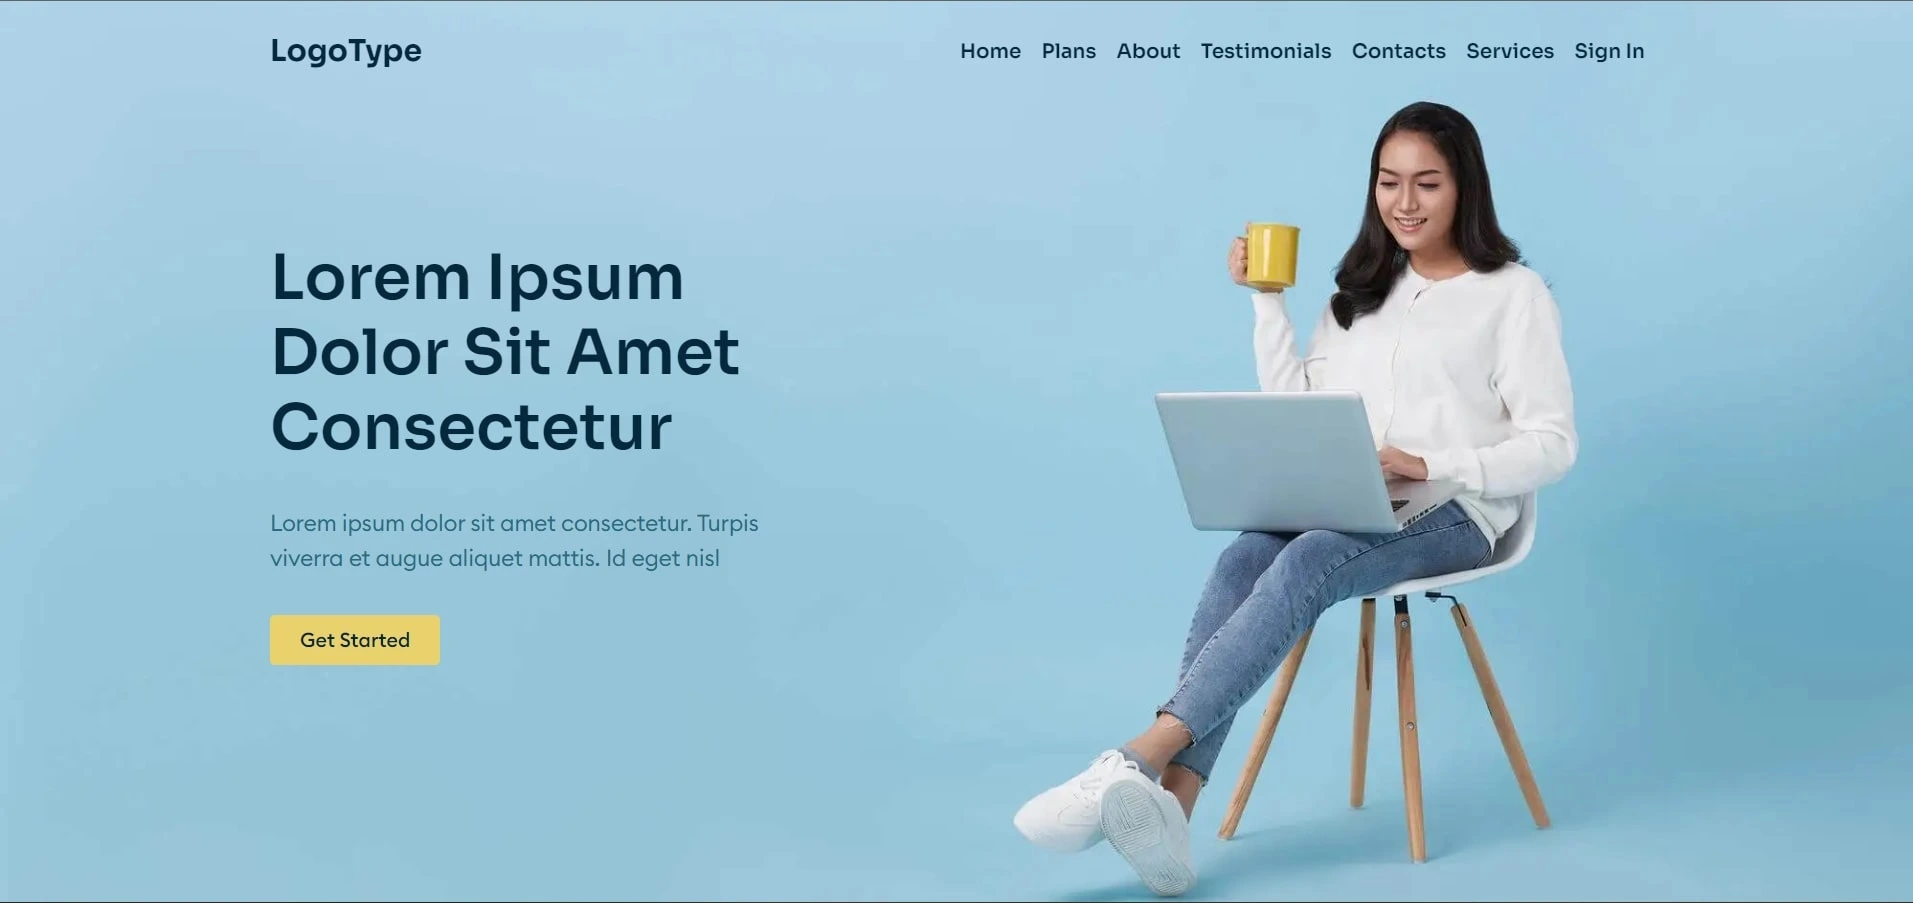 LogoType
Home Plans About Testimonials Contacts Services Sign In
Lorem Ipsum
Dolor Sit Amet
Consectetur
Lorem ipsum dolor sit amet consectetur. Turpis
viverra et augue aliquet mattis. Id eget nisl
Get Started